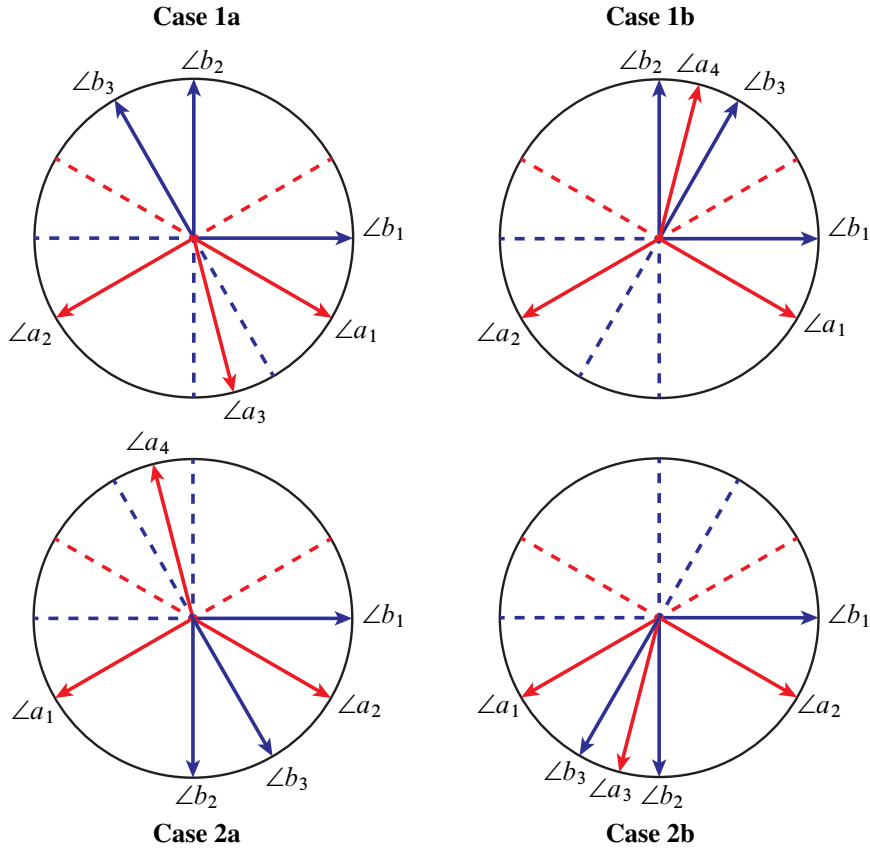 Case 1a
Case 1b
∠b₃
∠b₂
∠b₁
∠a₂
∠a₁
∠a₃
∠b₂
∠a₄
∠b₃
∠b₁
∠a₂
∠a₁
∠a₄
∠b₁
∠a₁
∠a₂
∠b₃
∠b₂
∠b₁
∠a₁
∠a₂
∠b₃
∠a₃
∠b₂
Case 2a
Case 2b